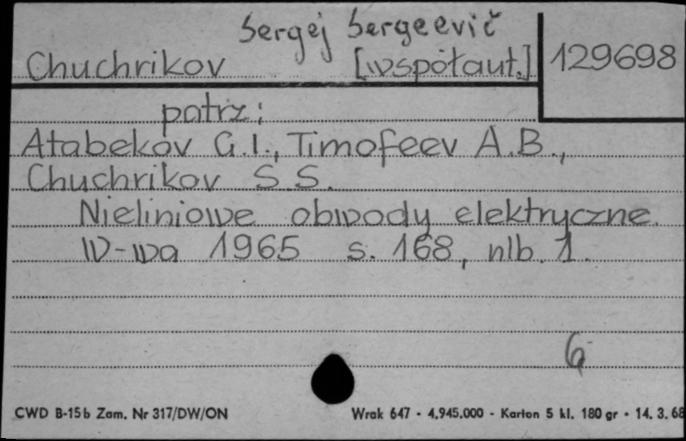 Sergej Sergeevič
Chuchrikov [współaut.] 129698
patrz:
Atabekov G.I., Timofeev A.B.,
Chuchrikov S.S.
Nieliniowe obwody elektryczne.
W-wa 1965 s. 168, nlb. 1.
6
CWD B-15b Zam. Nr 317/DW/ON Wrak 647 - 4.945.000 - Karton 5 kl. 180 gr - 14. 3. 68